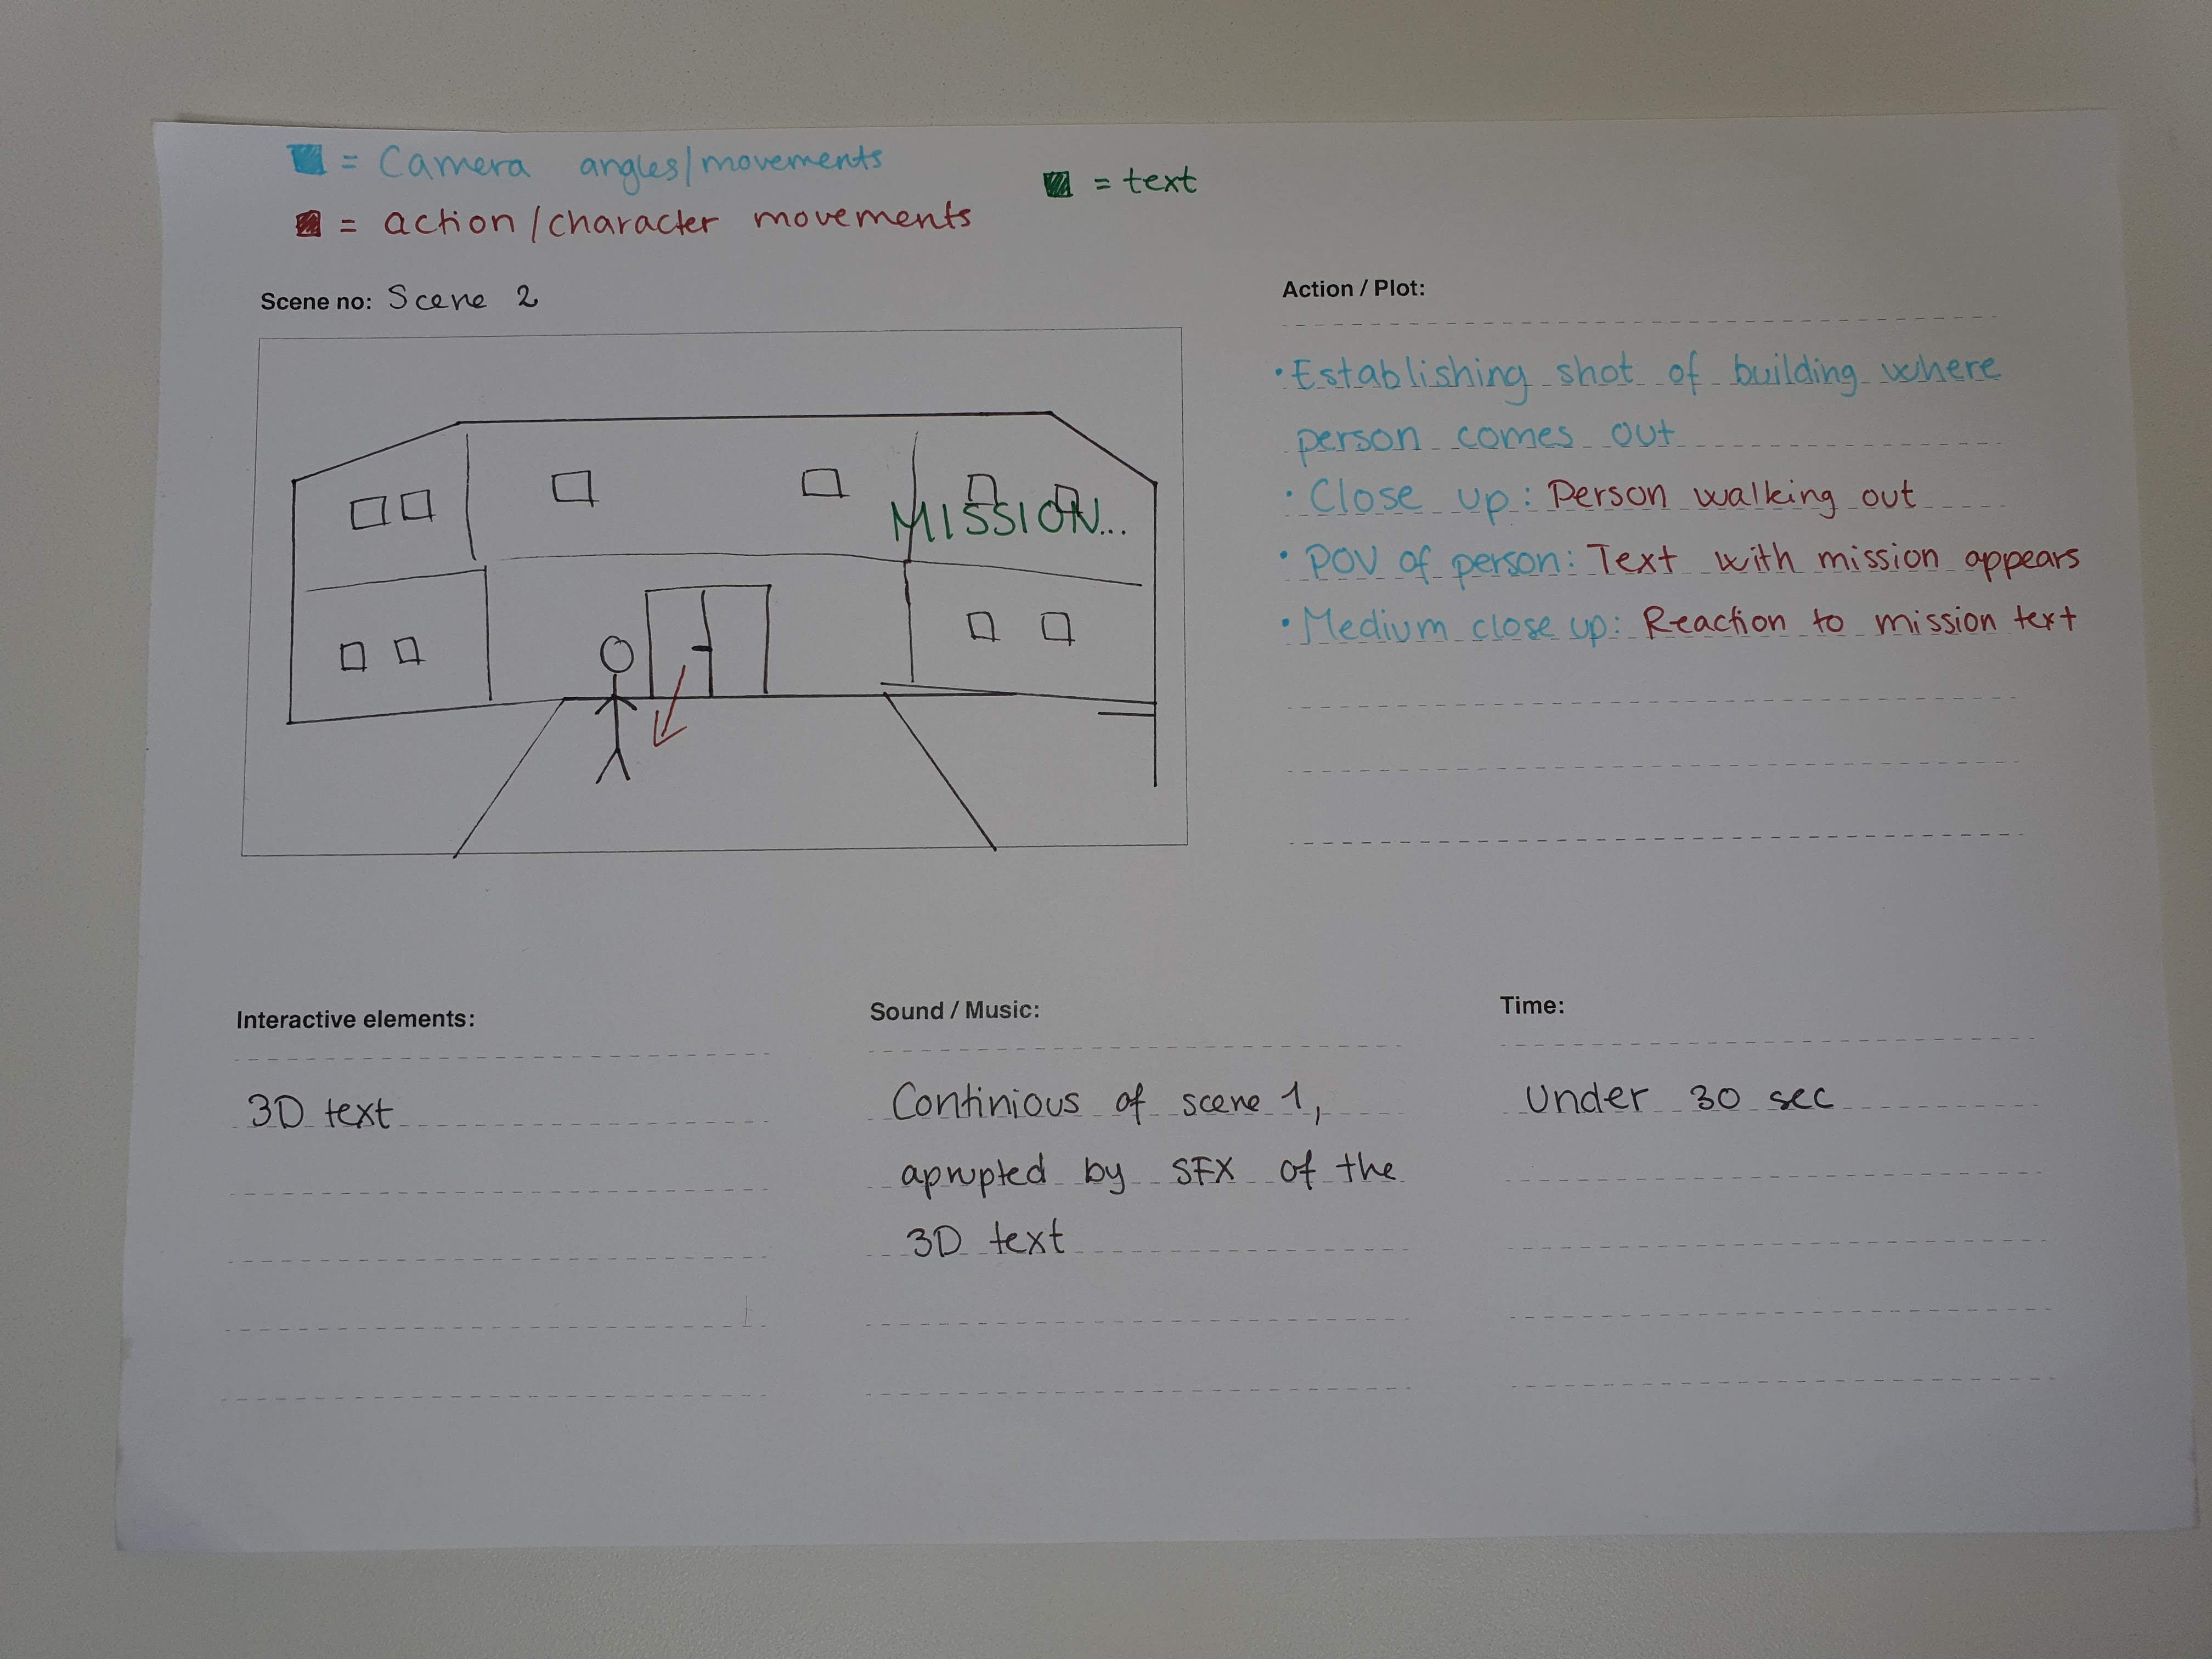 = Camera angles/movements
= text
= action/character movements
Scene no: Scene 2
MISSION...
Action / Plot:
• Establishing shot of building where
person comes out
• Close up: Person walking out
• POV of person: Text with mission appears
• Medium close up: Reaction to mission text
Interactive elements:
3D text
Sound / Music:
Continious of scene 1,
aprupted by SFX of the
3D text
Time:
Under 30 sec